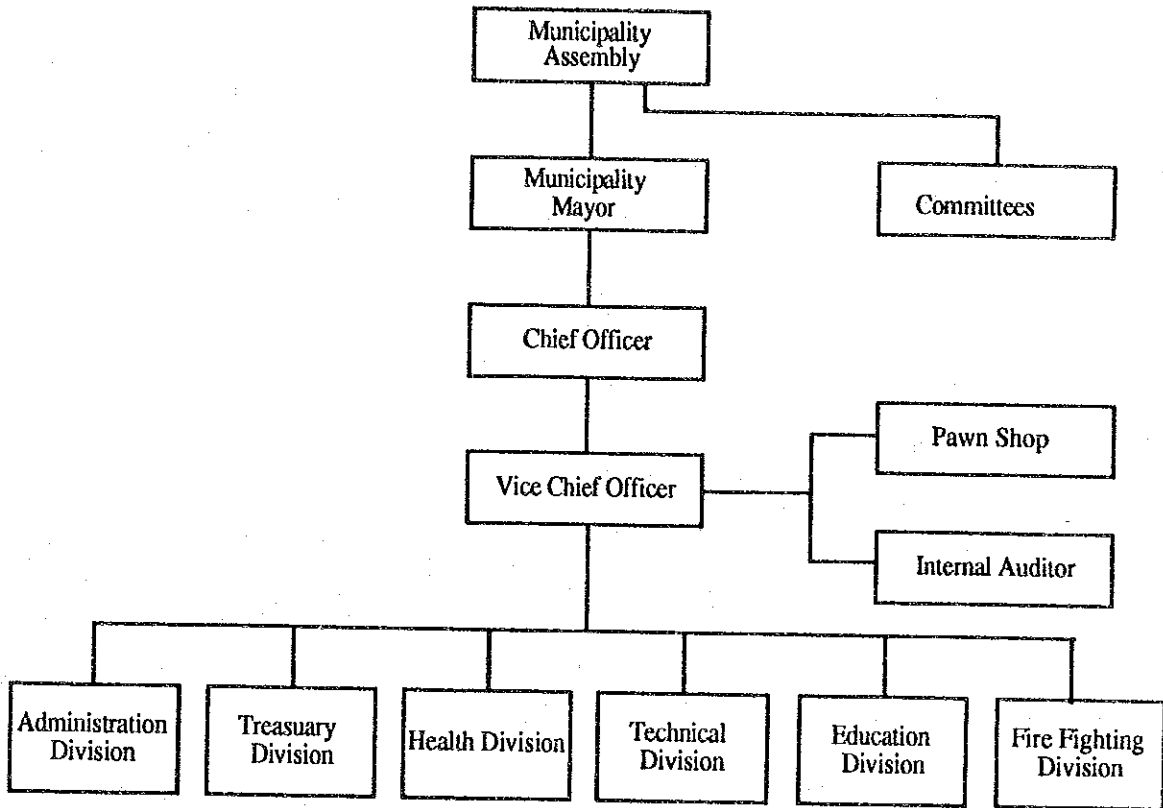 Municipality
Assembly
Municipality
Mayor
Committees
Chief Officer
Pawn Shop
Vice Chief Officer
Internal Auditor
Administration
Division
Treasuary
Division
Health Division
Technical
Division
Education
Division
Fire Fighting
Division